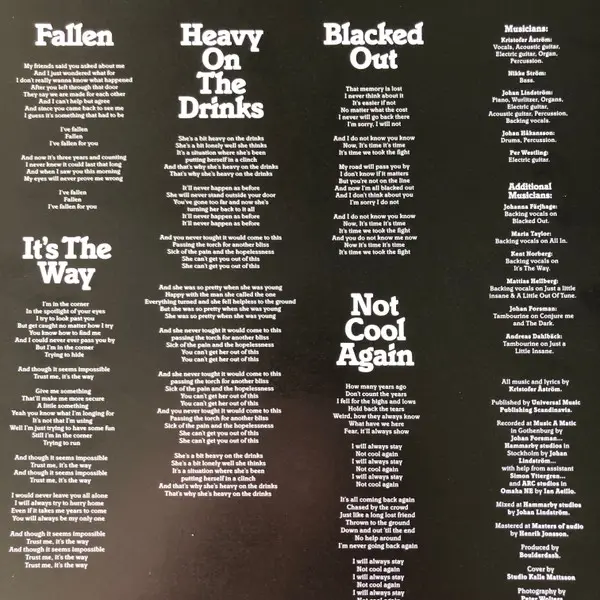 Fallen
My friends said you asked about me
And I just wondered what for
I don't really wanna know what happened
After you left through that door
They say we are made for each other
And I can't help but agree
And since you came back to see me
I guess it's something that had to be
I've fallen
Fallen
I've fallen for you
And now it's three years and counting
I never knew it could last that long
And when I saw you this morning
My eyes will never prove me wrong
I've fallen
Fallen
I've fallen for you
It's The
Way
I'm in the corner
In the spotlight of your eyes
I try to look past you
But get caught no matter how I try
You know how to find me
And I could never ever pass you by
But I'm in the corner
Trying to hide
And though it seems impossible
Trust me, it's the way
Give me something
That'll make me more secure
A little something
Yeah you know what I'm longing for
It's not that I'm using
Well I'm just trying to have some fun
Still I'm in the corner
Trying to run
And though it seems impossible
Trust me, it's the way
And though it seems impossible
Trust me, it's the way
I would never leave you all alone
I will always try to hurry home
Even if it takes me years to come
You will always be my only one
And though it seems impossible
Trust me, it's the way
And though it seems impossible
Trust me, it's the way
Trust me, it's the way
Heavy
On
The
Drinks
She's a bit heavy on the drinks
She's a bit lonely well she thinks
It's a situation where she's been
putting herself in a clinch
And that's why she's heavy on the drinks
That's why she's heavy on the drinks
It'll never happen as before
She will never stand outside your door
You've gone too far and now she's
turning her back to it all
It'll never happen as before
It'll never happen as before
And you never tought it would come to this
Passing the torch for another bliss
Sick of the pain and the hopelessness
She can't get you out of this
She can't get you out of this
And she was so pretty when she was young
Happy with the man she called the one
Everything turned and she fell helpless to the ground
But she was so pretty when she was young
She was so pretty when she was young
And she never tought it would come to this
passing the torch for another bliss
Sick of the pain and the hopelessness
You can't get her out of this
You can't get her out of this
And she never tought it would come to this
passing the torch for another bliss
Sick of the pain and the hopelessness
You can't get her out of this
You can't get her out of this
And you never tought it would come to this
Passing the torch for another bliss
Sick of the pain and the hopelessness
She can't get you out of this
She can't get you out of this
She's a bit heavy on the drinks
She's a bit lonely well she thinks
It's a situation where she's been
putting herself in a clinch
And that's why she's heavy on the drinks
That's why she's heavy on the drinks
Blacked
Out
That memory is lost
I never think about it
It's easier if not
No matter what the cost
I never will go back there
I'm sorry, I will not
And I do not know you know
Now, It's time it's time
It's time we took the fight
My road will pass you by
I don't know if it matters
But you're not on the line
And now I'm all blacked out
And I don't think about you
I'm sorry I do not
And I do not know you know
Now, It's time it's time
It's time we took the fight
And you do not know me now
Now it's time it's time
It's time we took the fight
Not
Cool
Again
How many years ago
Don't count the years
I fell for the highs and lows
Hold back the tears
Weird, how they always know
What have we here
Fear, it'll always show
I will always stay
Not cool again
I will always stay
Not cool again
I will always stay
Not cool again
It's all coming back again
Chased by the crowd
Just like a long lost friend
Thrown to the ground
Down and out 'til the end
No help around
I'm never going back again
I will always stay
Not cool again
I will always stay
Not cool again
I will always stay
Not cool again
Musicians:
Kristofer Åström:
Vocals, Acoustic guitar,
Electric guitar, Organ,
Percussion.
Nikke Ström:
Bass.
Johan Lindström:
Piano, Wurlitzer, Organs,
Electric guitar,
Acoustic guitar, Percussion,
Backing vocals.
Johan Håkansson:
Drums, Percussion.
Per Westling:
Electric guitar.
Additional
Musicians:
Johanna Färjhage:
Backing vocals on
Blacked Out.
Maria Taylor:
Backing vocals on All In.
Kent Norberg:
Backing vocals on
It's The Way.
Mattias Hellberg:
Backing vocals on Just a little
insane & A Little Out Of Tune.
Johan Forsman:
Tambourine on Conjure me
and The Dark.
Andreas Dahlbäck:
Tambourine on Just a
Little Insane.
All music and lyrics by
Kristofer Åström.
Published by Universal Music
Publishing Scandinavia.
Recorded at Music A Matic
in Gothenburg by
Johan Forsman...
Hammarby studios in
Stockholm by Johan
Lindström...
with help from assistant
Simon Yttergren...
and ARC studios in
Omaha NE by Ian Aeillo.
Mixed at Hammarby studios
by Johan Lindström.
Mastered at Masters of audio
by Henrik Jonsson.
Produced by
Boulderdash.
Cover by
Studio Kalle Mattsson
Photography by
Peter Wolters